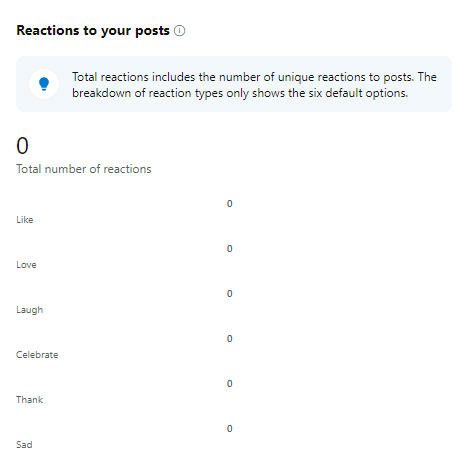 Reactions to your posts
Total reactions includes the number of unique reactions to posts. The
breakdown of reaction types only shows the six default options.
0
Total number of reactions
0
Like
0
Love
0
Laugh
0
Celebrate
0
Thank
0
Sad